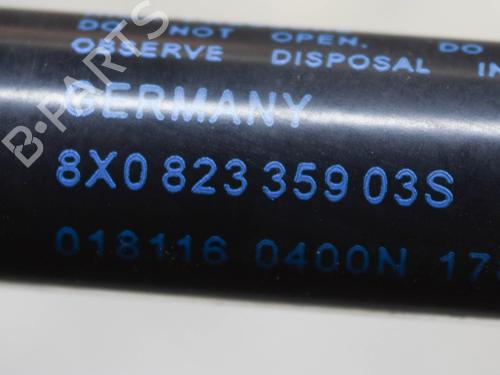 DO NOT OPEN. DO
OBSERVE DISPOSAL IN
GERMANY
8X0 823 359 03S
018116 0400N 17
B-PARTS